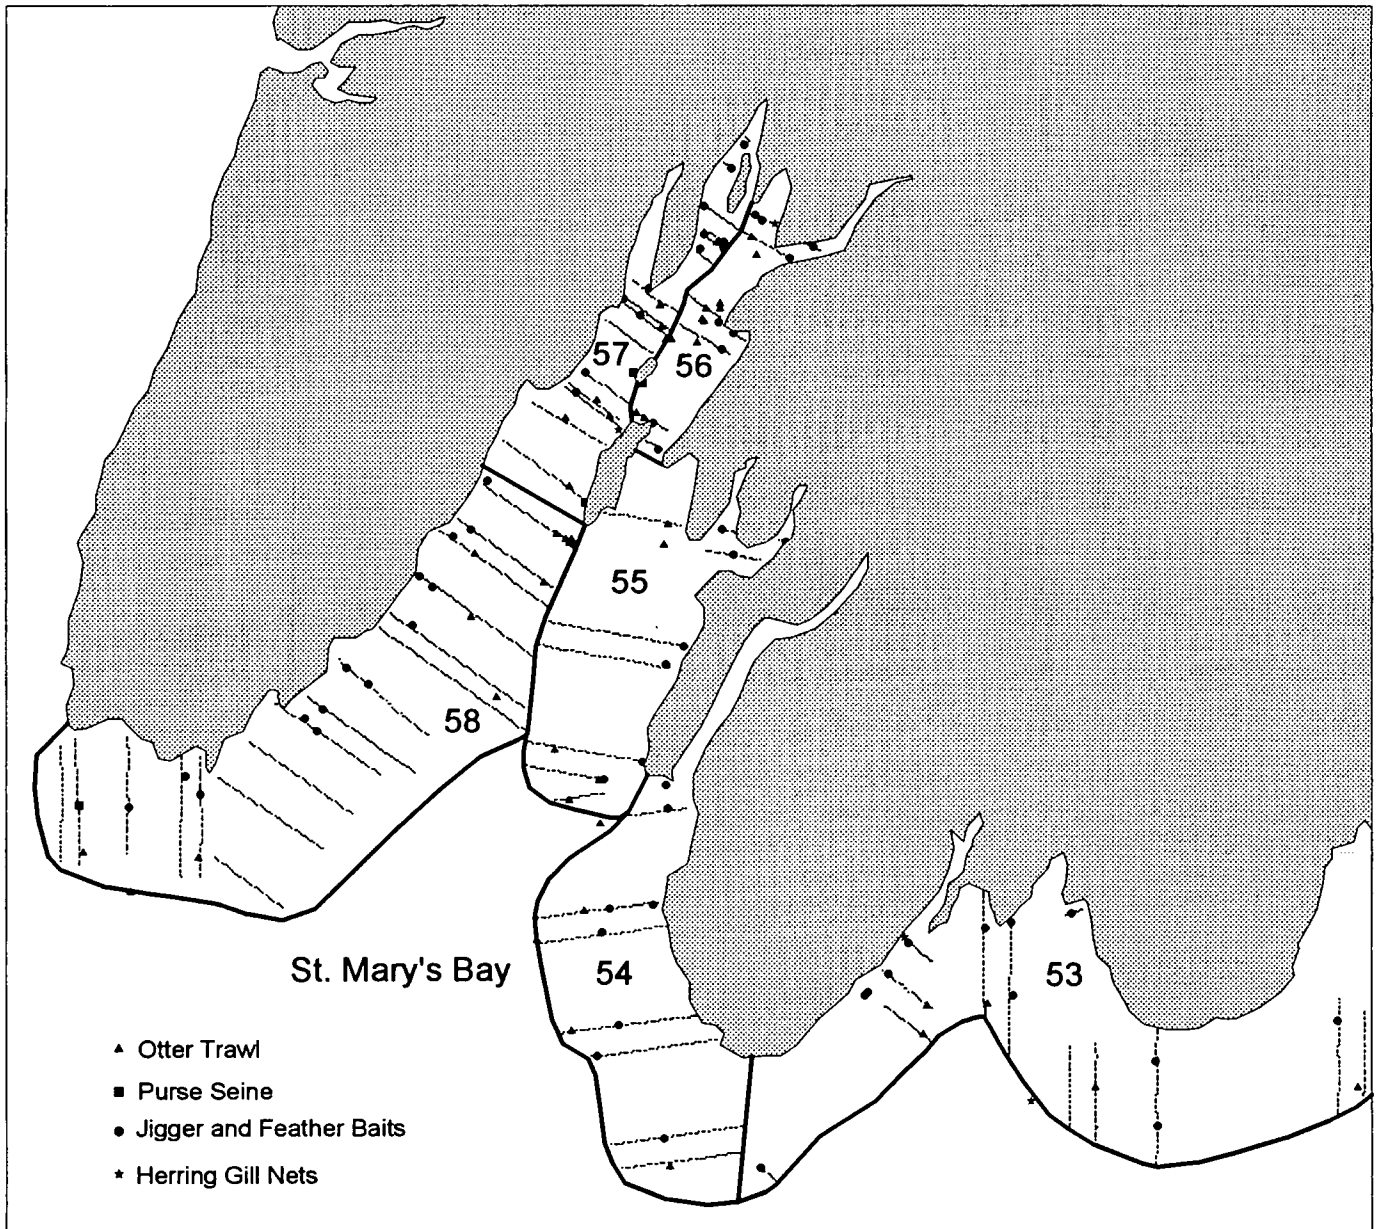 57
56
55
58
St. Mary's Bay
54
53
Otter Trawl
Purse Seine
Jigger and Feather Baits
Herring Gill Nets